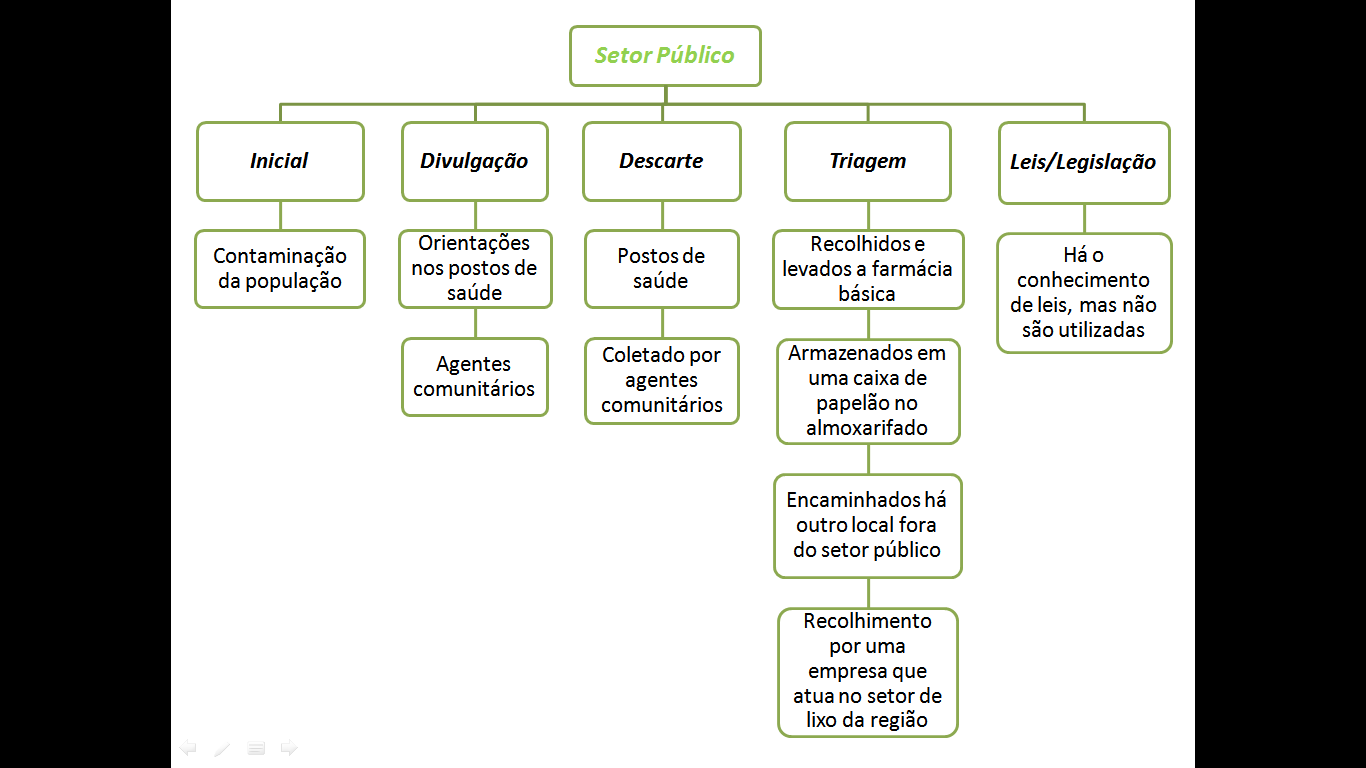 Setor Público
Inicial
Divulgação
Descarte
Triagem
Leis/Legislação
Contaminação
da população
Orientações
nos postos de
saúde
Agentes
comunitários
Postos de
saúde
Coletado por
agentes
comunitários
Recolhidos e
levados a farmácia
básica
Armazenados em
uma caixa de
papelão no
almoxarifado
Encaminhados há
outro local fora
do setor público
Recolhimento
por uma
empresa que
atua no setor de
lixo da região
Há o
conhecimento
de leis, mas não
são utilizadas